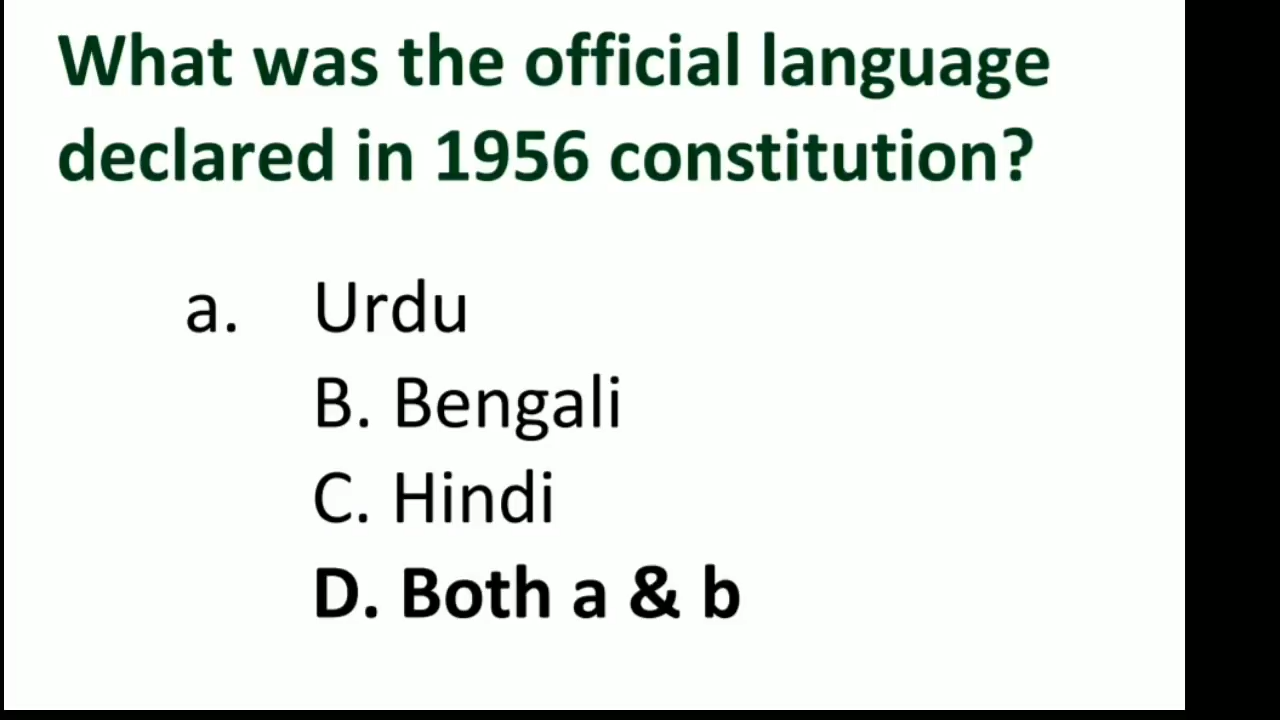 What was the official language
declared in 1956 constitution?
a. Urdu
B. Bengali
C. Hindi
D. Both a & b